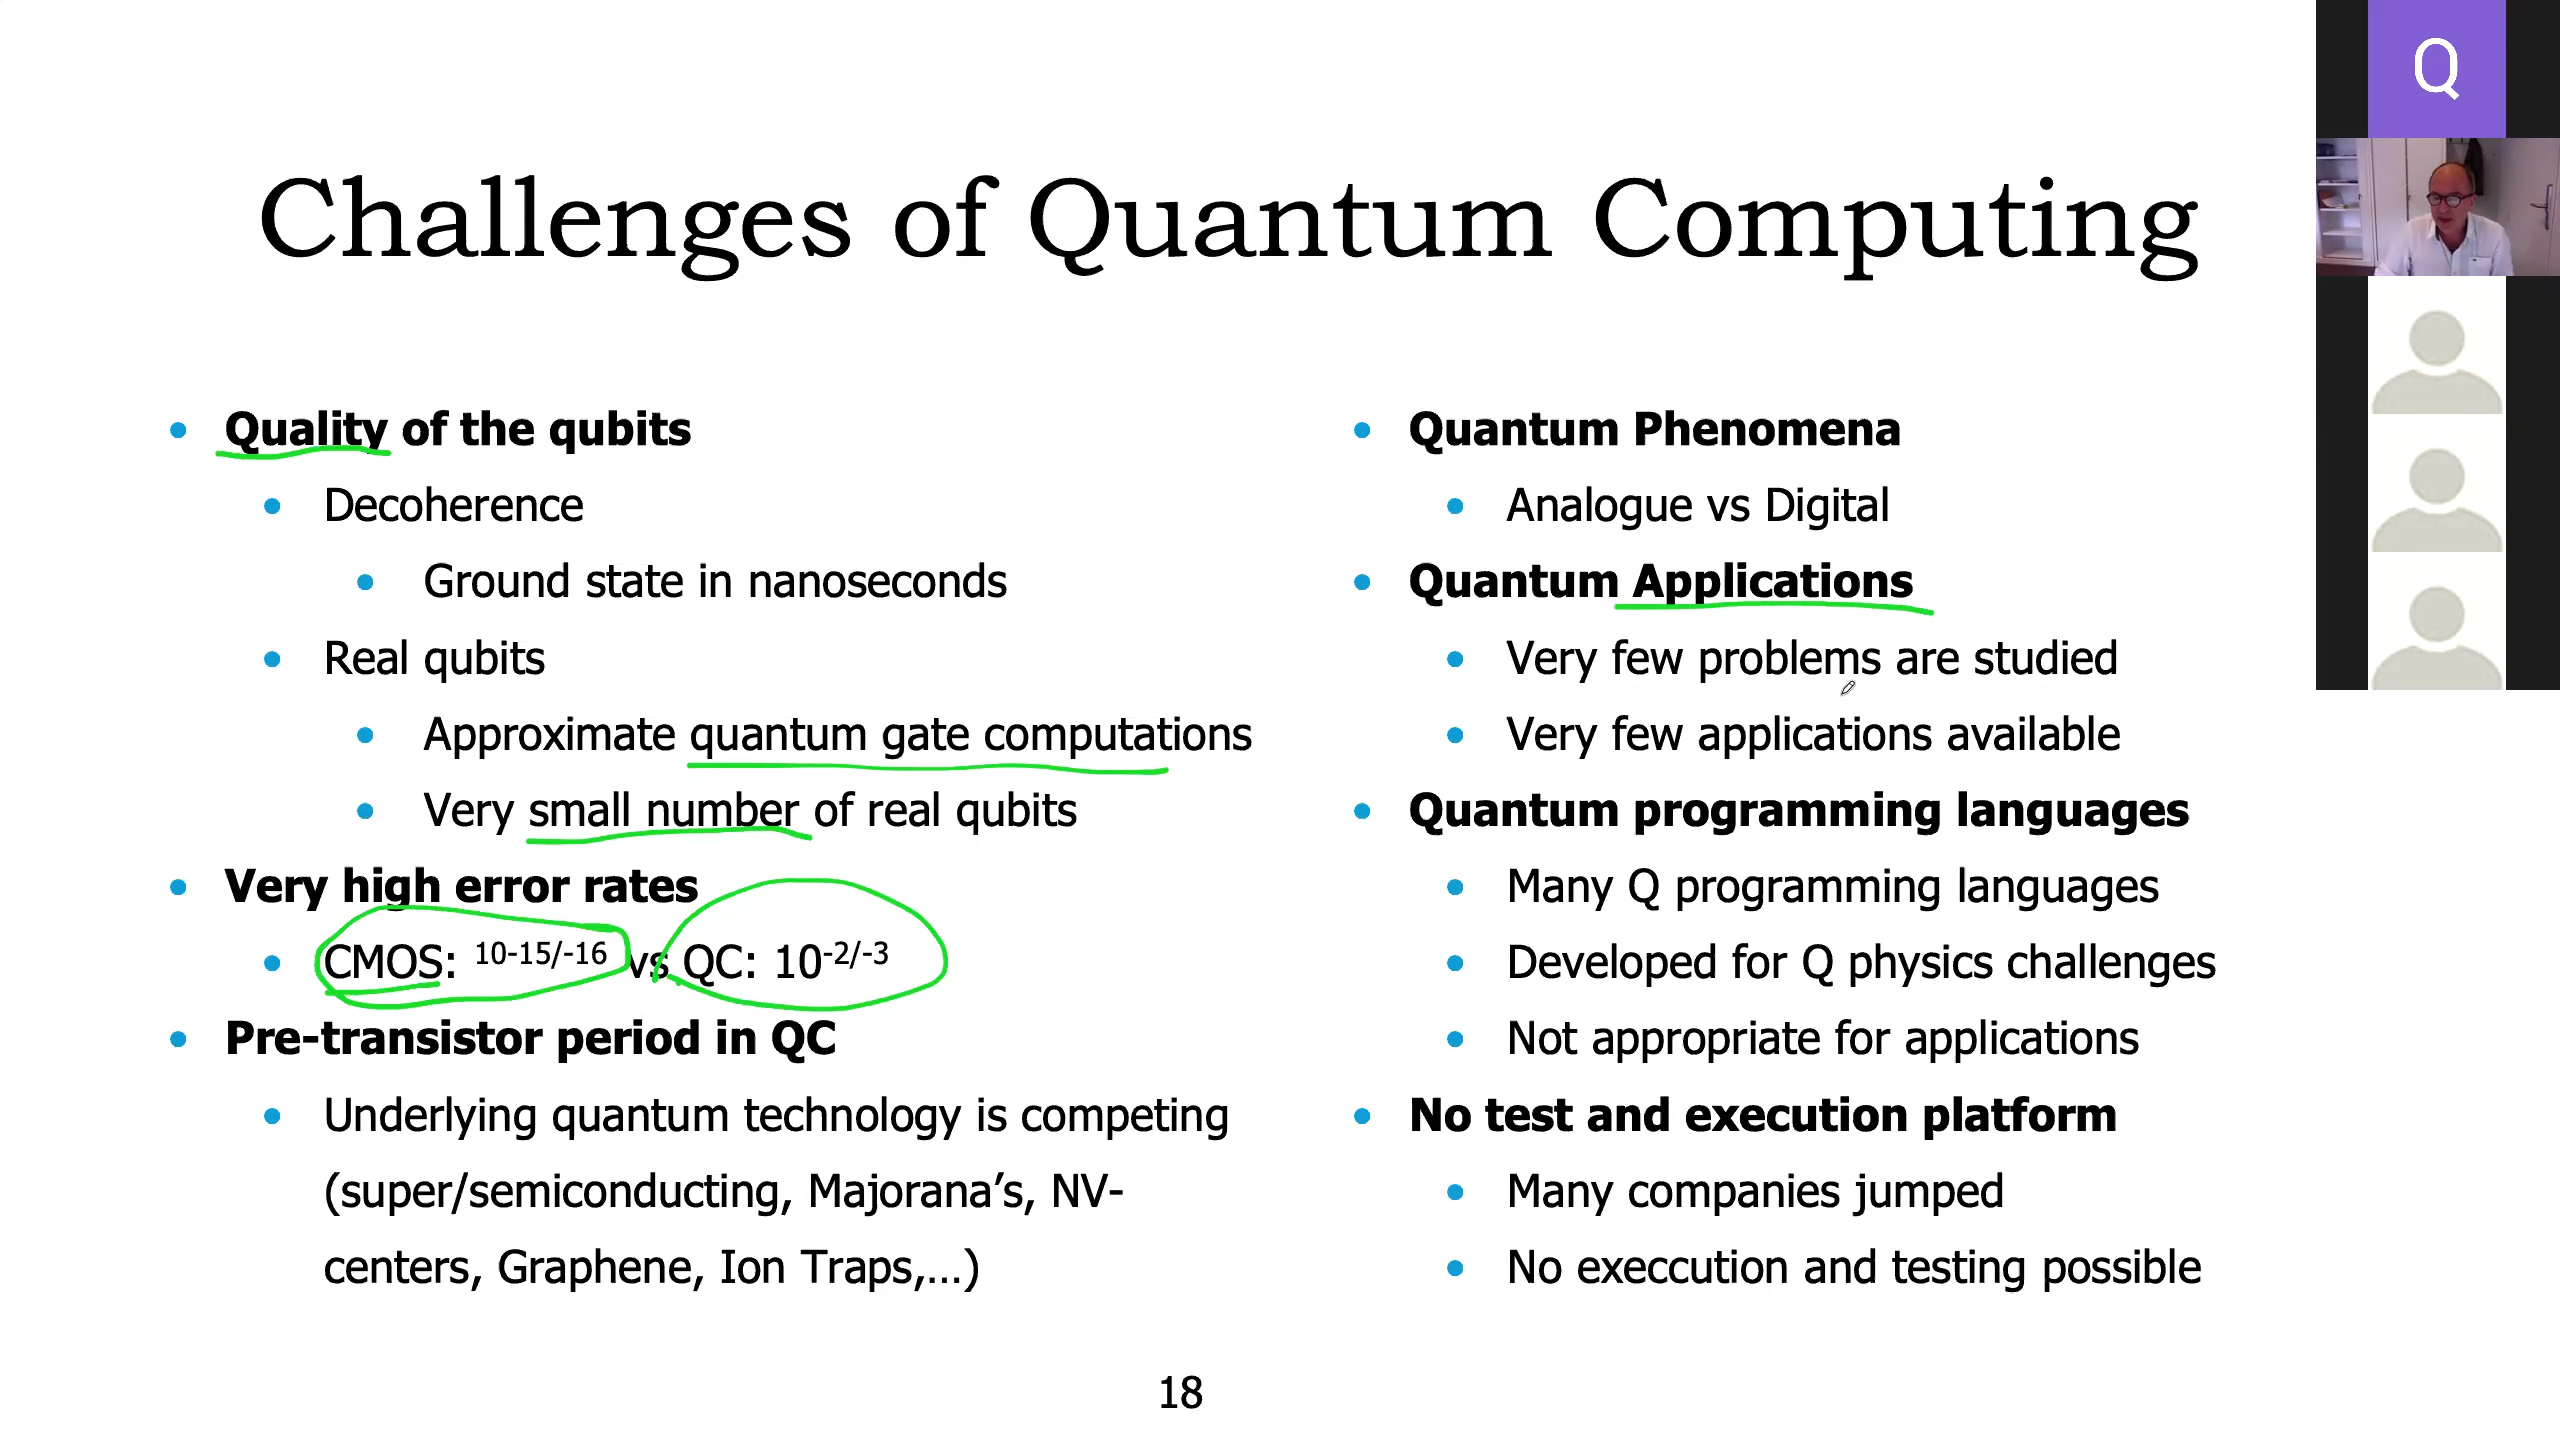 Challenges of Quantum Computing
Quality of the qubits
Decoherence
Ground state in nanoseconds
Real qubits
Approximate quantum gate computations
Very small number of real qubits
Very high error rates
CMOS: 10-15/-16 vs QC: 10-2/-3
Pre-transistor period in QC
Underlying quantum technology is competing
(super/semiconducting, Majorana’s, NV-
centers, Graphene, Ion Traps,…)
Quantum Phenomena
Analogue vs Digital
Quantum Applications
Very few problems are studied
Very few applications available
Quantum programming languages
Many Q programming languages
Developed for Q physics challenges
Not appropriate for applications
No test and execution platform
Many companies jumped
No execcution and testing possible
18
Q